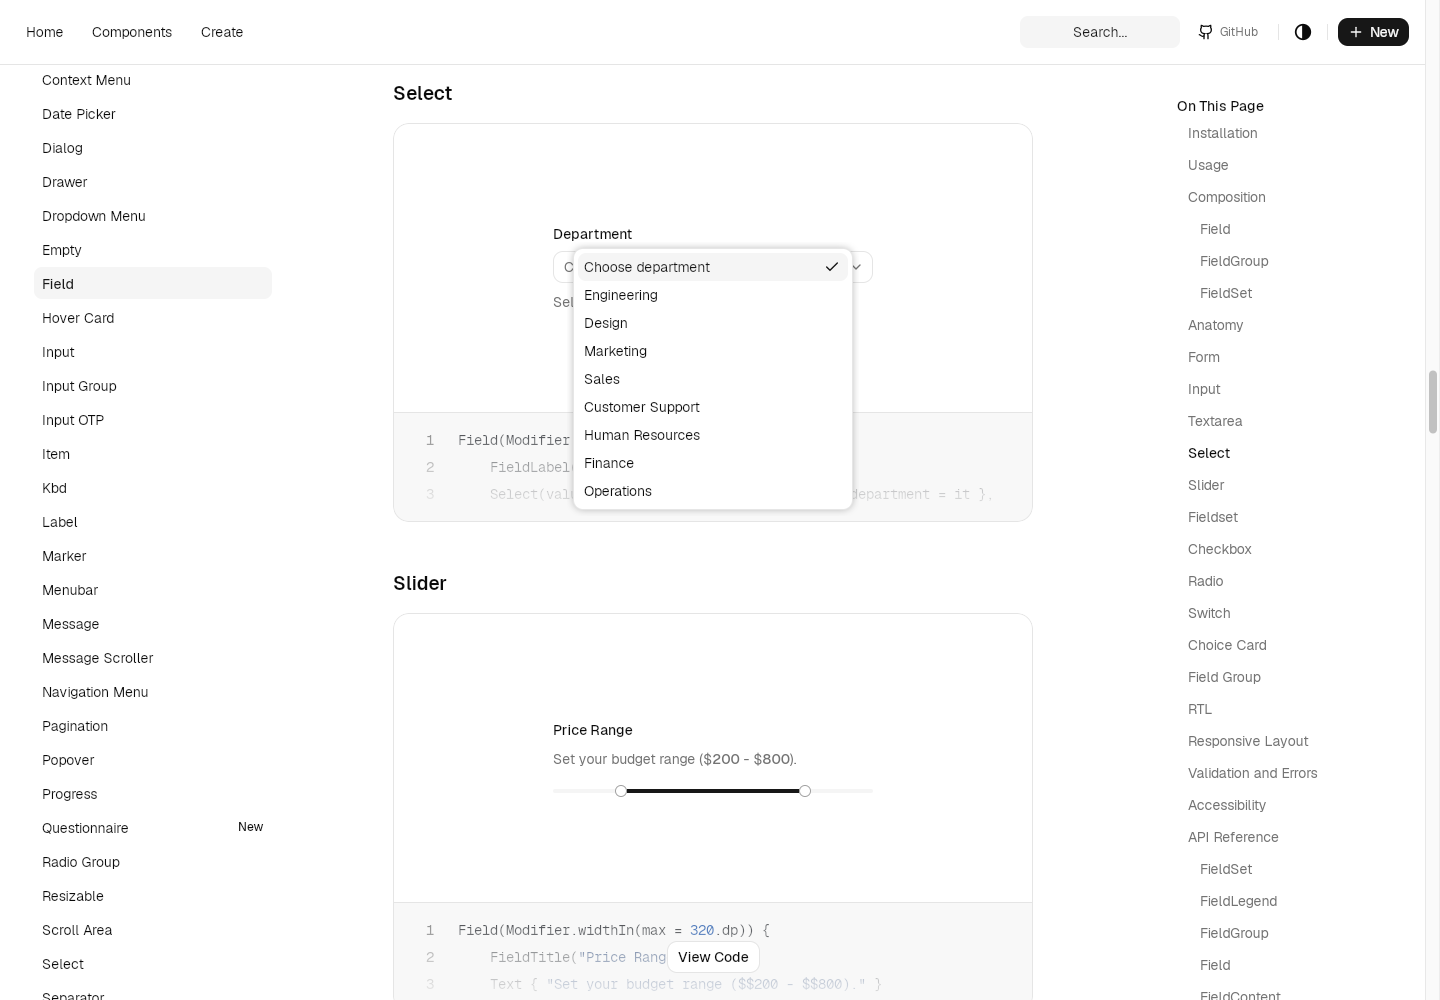 Home Components Create Search... GitHub New
Context Menu
Date Picker
Dialog
Drawer
Dropdown Menu
Empty
Field
Hover Card
Input
Input Group
Input OTP
Item
Kbd
Label
Marker
Menubar
Message
Message Scroller
Navigation Menu
Pagination
Popover
Progress
Questionnaire New
Radio Group
Resizable
Scroll Area
Select
Separator
Select
Department
Choose department
Engineering
Design
Marketing
Sales
Customer Support
Human Resources
Finance
Operations
1 Field(Modifier
2 FieldLabel
3 Select( department = it },
Slider
Price Range
Set your budget range ($200 - $800).
1 Field(Modifier.widthIn(max = 320.dp)) {
2 FieldTitle("Price Rang
View Code
3 Text { "Set your budget range ($$200 - $$800)." }
On This Page
Installation
Usage
Composition
Field
FieldGroup
FieldSet
Anatomy
Form
Input
Textarea
Select
Slider
Fieldset
Checkbox
Radio
Switch
Choice Card
Field Group
RTL
Responsive Layout
Validation and Errors
Accessibility
API Reference
FieldSet
FieldLegend
FieldGroup
Field
FieldContent